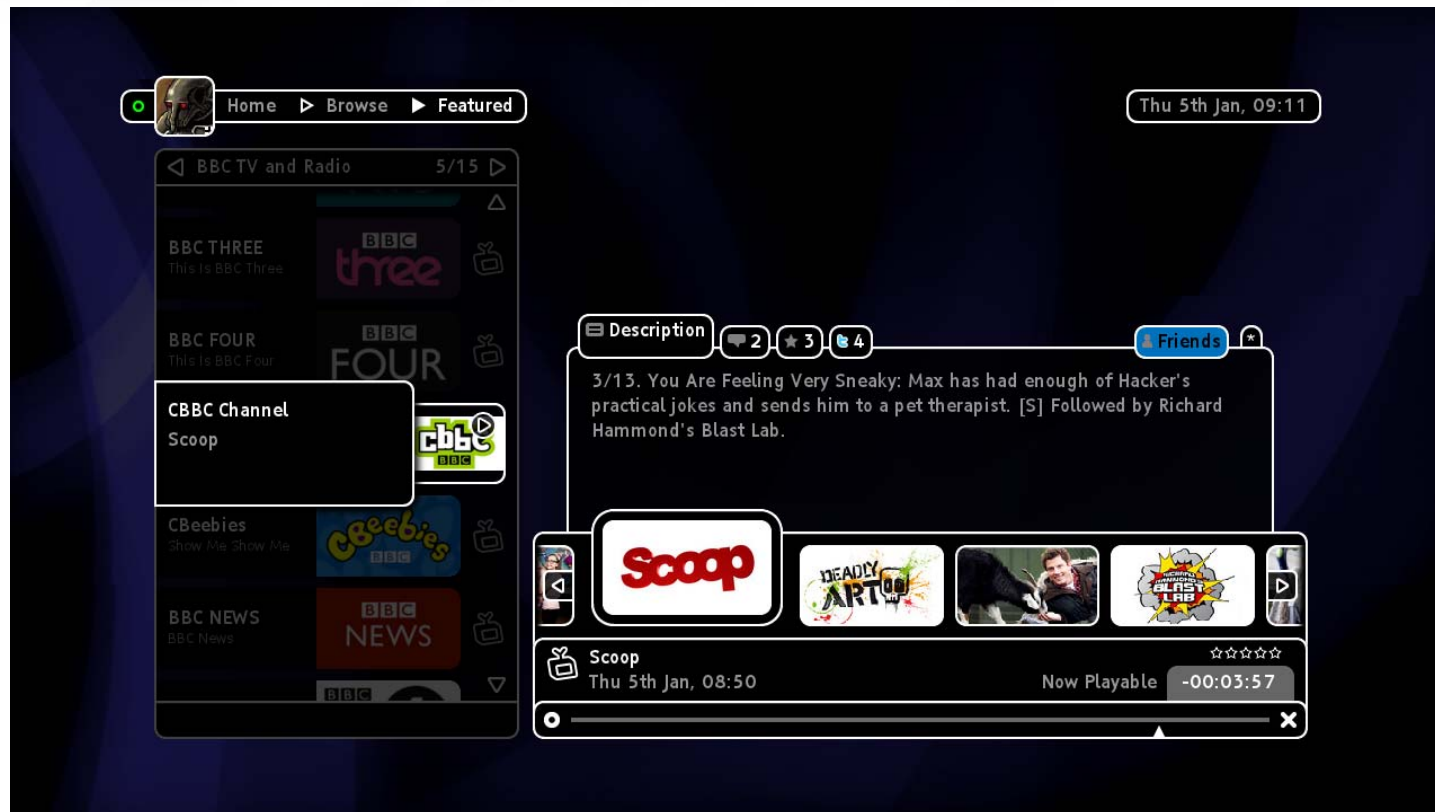 Home Browse Featured
Thu 5th Jan, 09:11
BBC TV and Radio 5/15
BBC THREE
This Is BBC Three
BBC
three
BBC FOUR
This Is BBC Four
BBC
FOUR
CBBC Channel
Scoop
cbbc
BBC
CBeebies
Show Me Show Me
CBeebies
BBC
BBC NEWS
BBC News
BBC
NEWS
BBC
Description 2 3 4 Friends *
3/13. You Are Feeling Very Sneaky: Max has had enough of Hacker's
practical jokes and sends him to a pet therapist. [S] Followed by Richard
Hammond's Blast Lab.
Scoop
DEADLY
ART
RICHARD
HAMMOND'S
BLAST
LAB
Scoop
Thu 5th Jan, 08:50
Now Playable -00:03:57